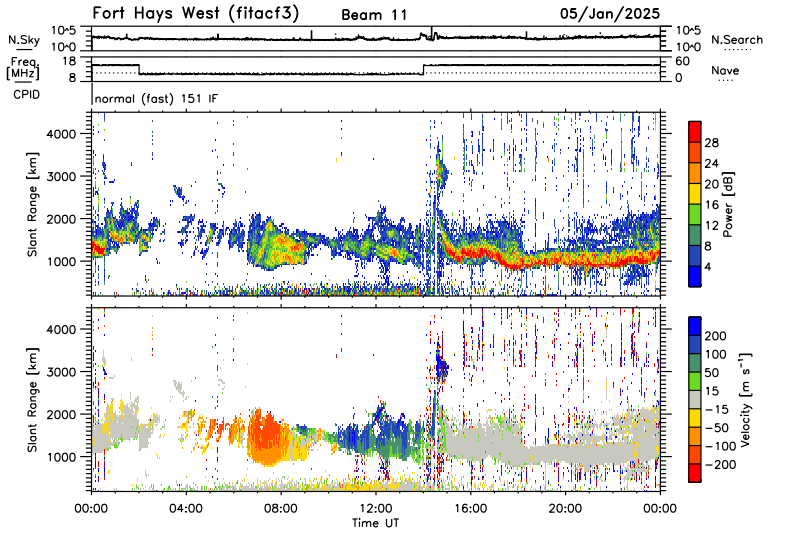 Fort Hays West (fitacf3) Beam 11 05/Jan/2025
N.Sky 10^5 10^0 10^5 10^0 N.Search
Freq. [MHz] 18 8 60 0 Nave
CPID normal (fast) 151 IF
Slant Range [km] 4000 3000 2000 1000
Power [dB] 28 24 20 16 12 8 4
Slant Range [km] 4000 3000 2000 1000
Velocity [m s⁻¹] 200 100 50 15 −15 −50 −100 −200
00:00 04:00 08:00 12:00 16:00 20:00 00:00
Time UT